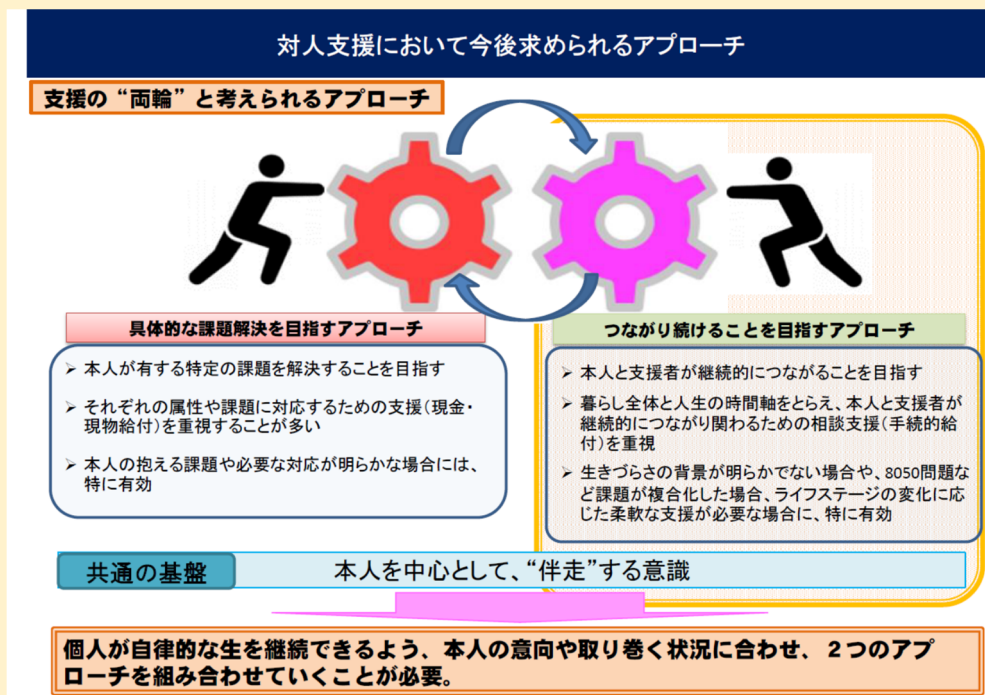 対人支援において今後求められるアプローチ
支援の“両輪”と考えられるアプローチ
具体的な課題解決を目指すアプローチ
➢ 本人が有する特定の課題を解決することを目指す
➢ それぞれの属性や課題に対応するための支援(現金・
現物給付)を重視することが多い
➢ 本人の抱える課題や必要な対応が明らかな場合には、
特に有効
つながり続けることを目指すアプローチ
➢ 本人と支援者が継続的につながることを目指す
➢ 暮らし全体と人生の時間軸をとらえ、本人と支援者が
継続的につながり関わるための相談支援(手続的給
付)を重視
➢ 生きづらさの背景が明らかでない場合や、8050問題な
ど課題が複合化した場合、ライフステージの変化に応
じた柔軟な支援が必要な場合に、特に有効
共通の基盤
本人を中心として、“伴走”する意識
個人が自律的な生を継続できるよう、本人の意向や取り巻く状況に合わせ、2つのアプ
ローチを組み合わせていくことが必要。